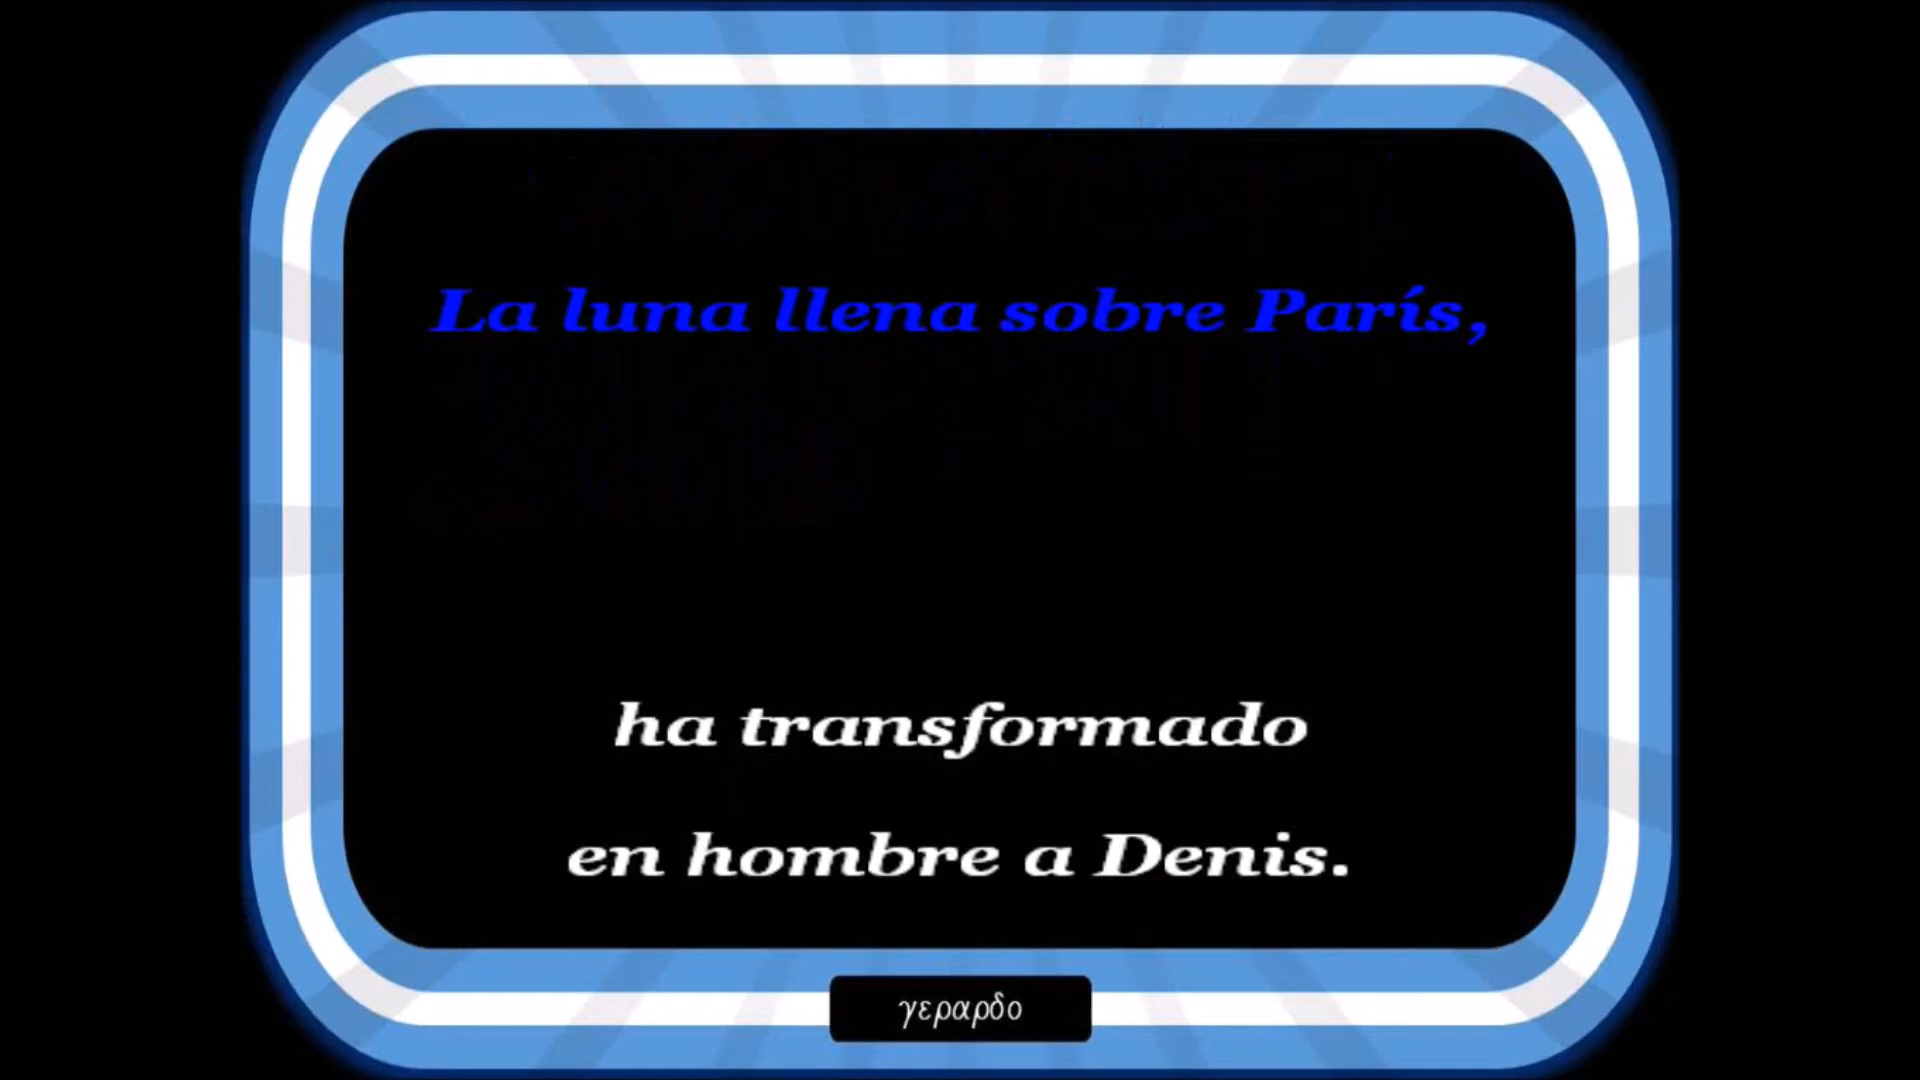 La luna llena sobre París,
ha transformado
en hombre a Denis.
γεραρδο